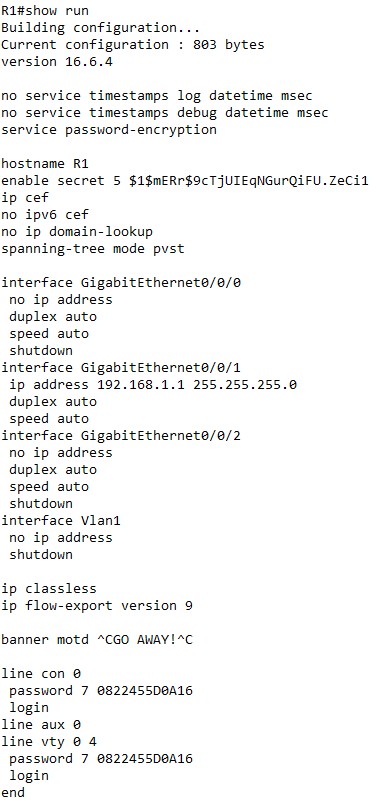 R1#show run
Building configuration...
Current configuration : 803 bytes
version 16.6.4
no service timestamps log datetime msec
no service timestamps debug datetime msec
service password-encryption
hostname R1
enable secret 5 $1$mERr$9cTjUIEqNGurQiFU.ZeCi1
ip cef
no ipv6 cef
no ip domain-lookup
spanning-tree mode pvst
interface GigabitEthernet0/0/0
 no ip address
 duplex auto
 speed auto
 shutdown
interface GigabitEthernet0/0/1
 ip address 192.168.1.1 255.255.255.0
 duplex auto
 speed auto
interface GigabitEthernet0/0/2
 no ip address
 duplex auto
 speed auto
 shutdown
interface Vlan1
 no ip address
 shutdown
ip classless
ip flow-export version 9
banner motd ^CGO AWAY!^C
line con 0
 password 7 0822455D0A16
 login
line aux 0
line vty 0 4
 password 7 0822455D0A16
 login
end